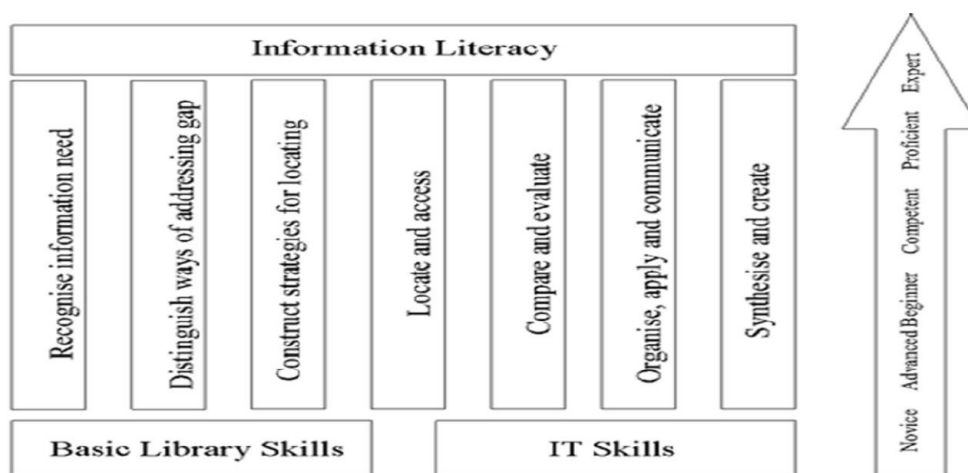 Information Literacy
Recognise information need
Distinguish ways of addressing gap
Construct strategies for locating
Locate and access
Compare and evaluate
Organise, apply and communicate
Synthesise and create
Basic Library Skills
IT Skills
Novice Advanced Beginner Competent Proficient Expert